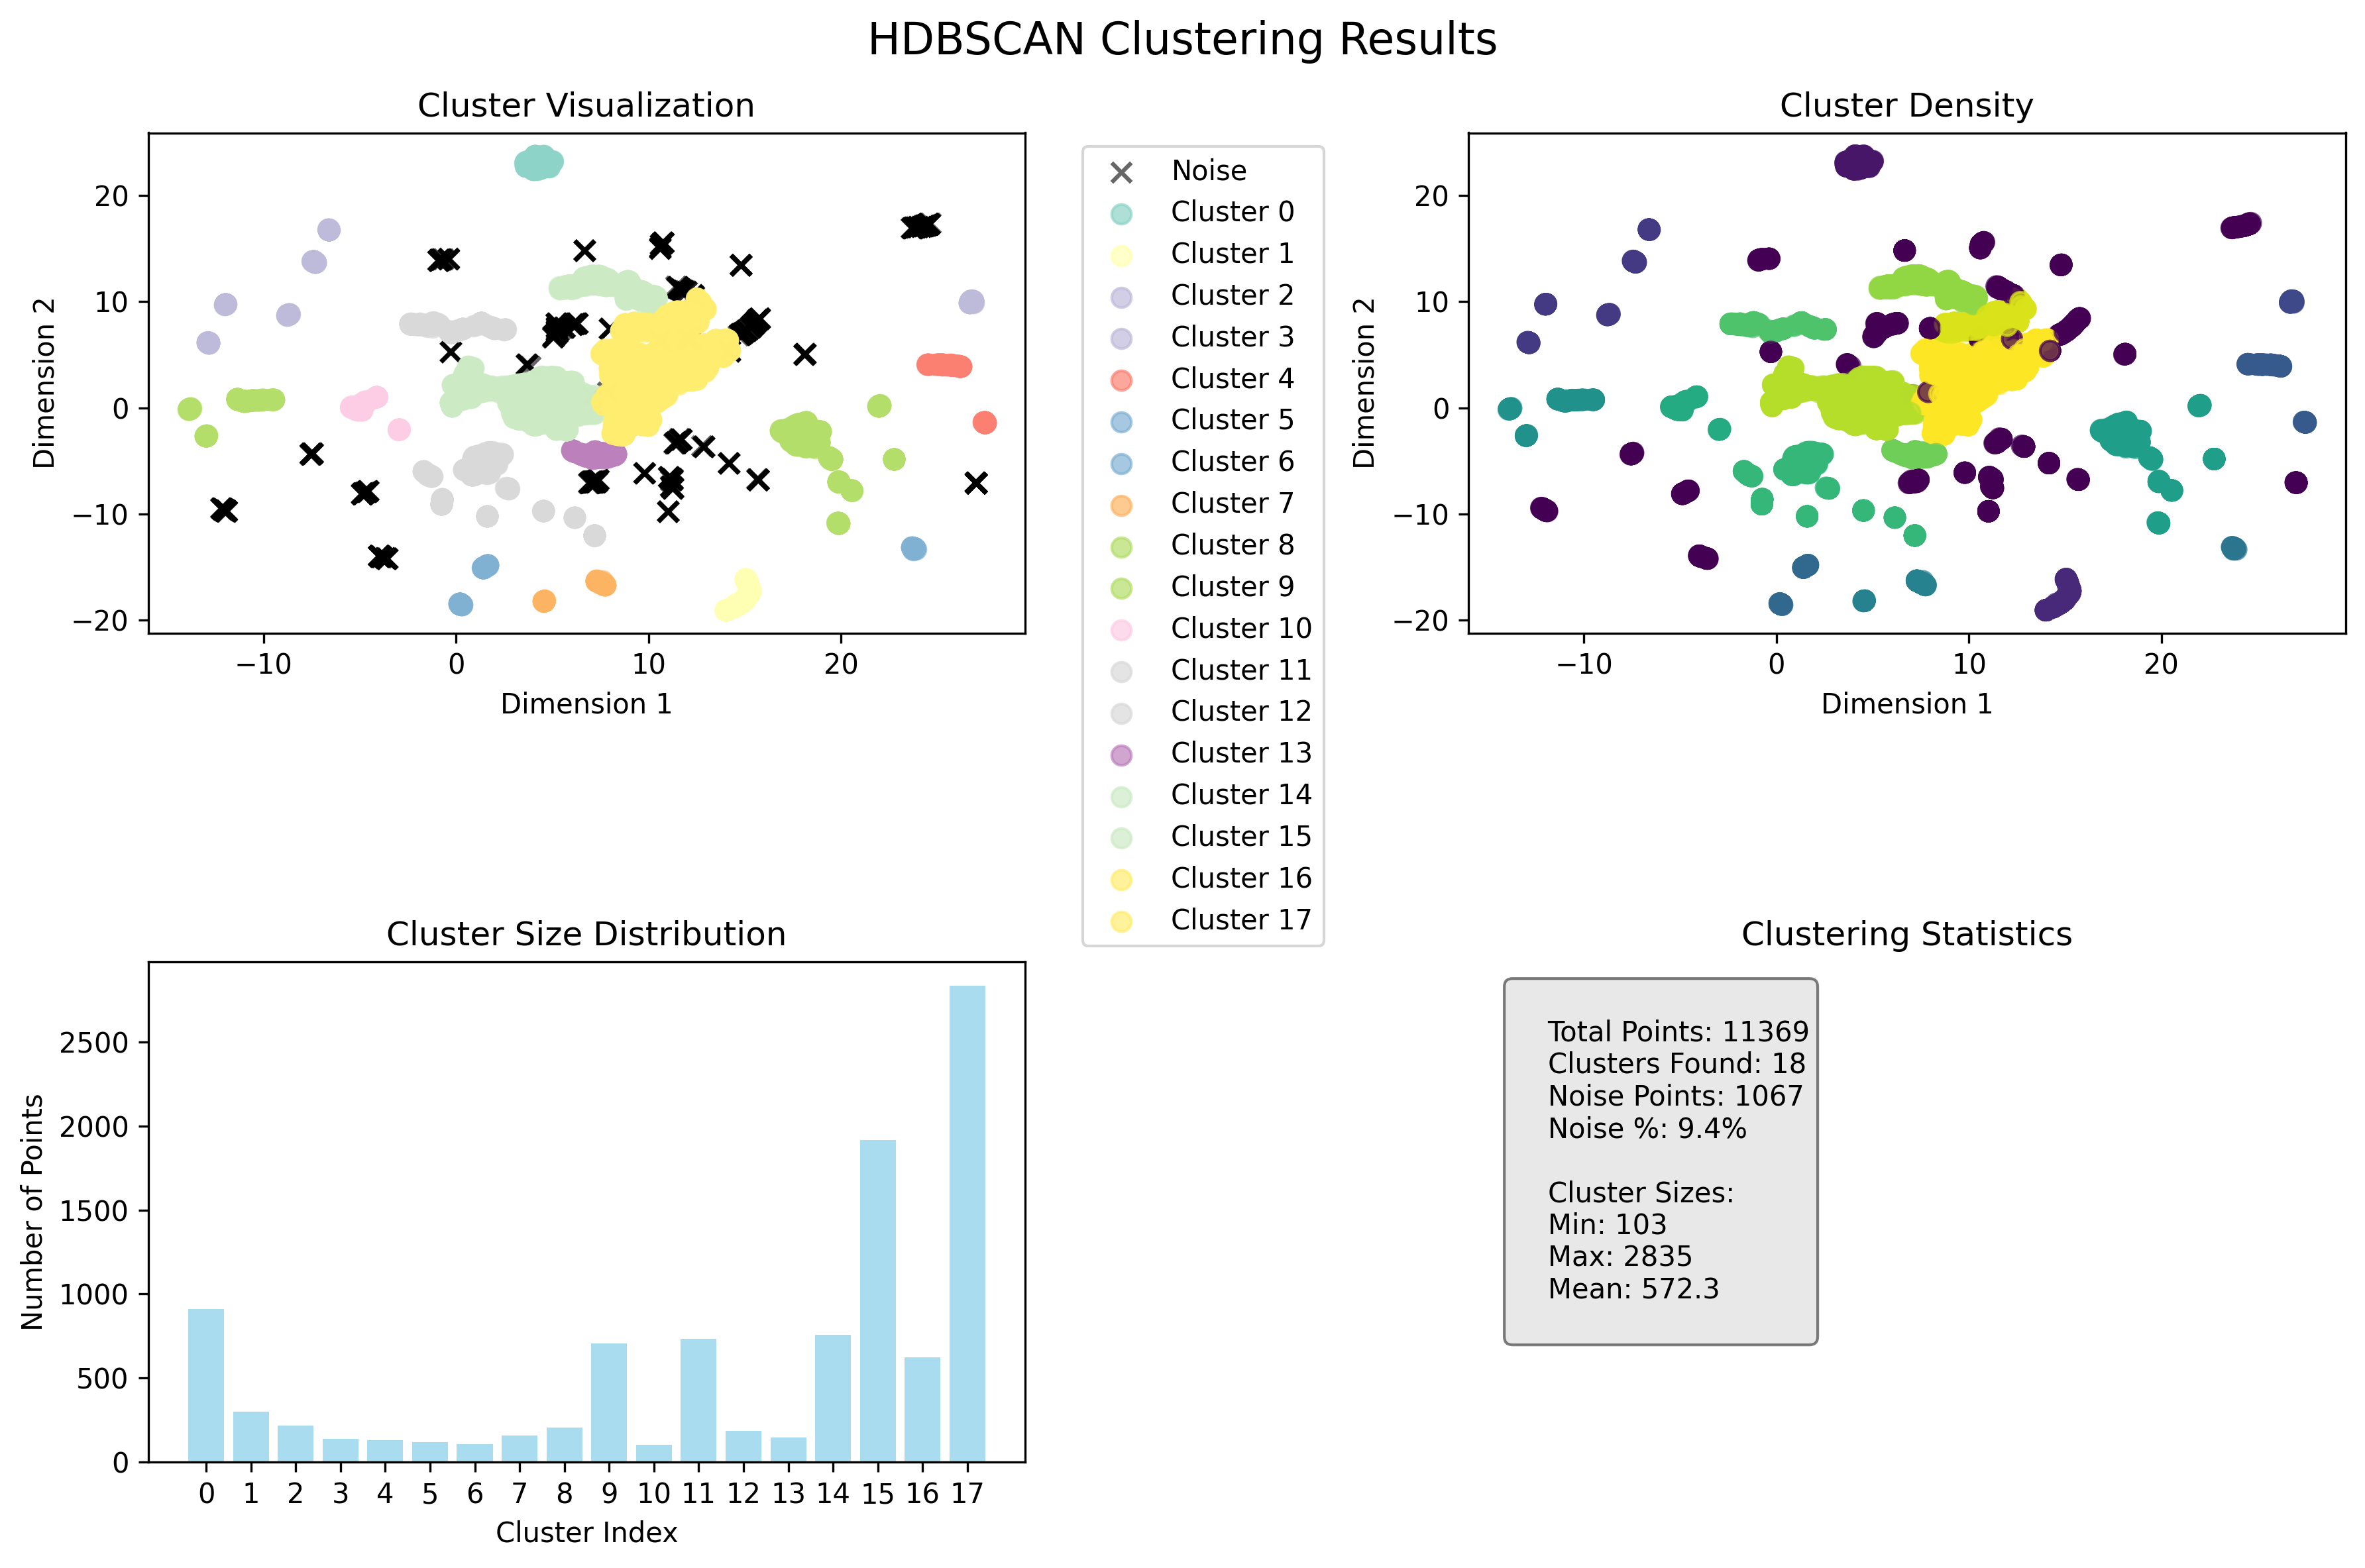 HDBSCAN Clustering Results
Cluster Visualization
20
10
0
−10
−20
Dimension 2
−10
0
10
20
Dimension 1
Noise
Cluster 0
Cluster 1
Cluster 2
Cluster 3
Cluster 4
Cluster 5
Cluster 6
Cluster 7
Cluster 8
Cluster 9
Cluster 10
Cluster 11
Cluster 12
Cluster 13
Cluster 14
Cluster 15
Cluster 16
Cluster 17
Cluster Density
20
10
0
−10
−20
Dimension 2
−10
0
10
20
Dimension 1
Cluster Size Distribution
2500
2000
1500
1000
500
0
Number of Points
0 1 2 3 4 5 6 7 8 9 10 11 12 13 14 15 16 17
Cluster Index
Clustering Statistics
Total Points: 11369
Clusters Found: 18
Noise Points: 1067
Noise %: 9.4%
Cluster Sizes:
Min: 103
Max: 2835
Mean: 572.3